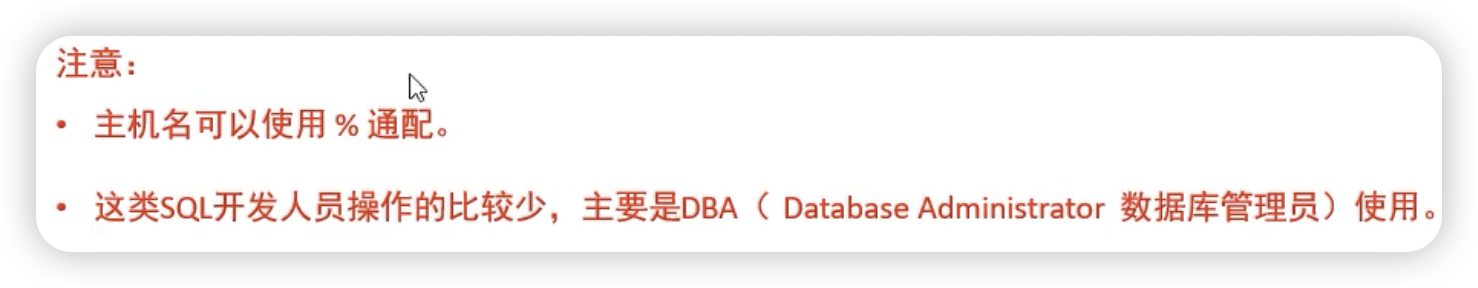 注意：
• 主机名可以使用 % 通配。
• 这类SQL开发人员操作的比较少，主要是DBA（ Database Administrator 数据库管理员）使用。